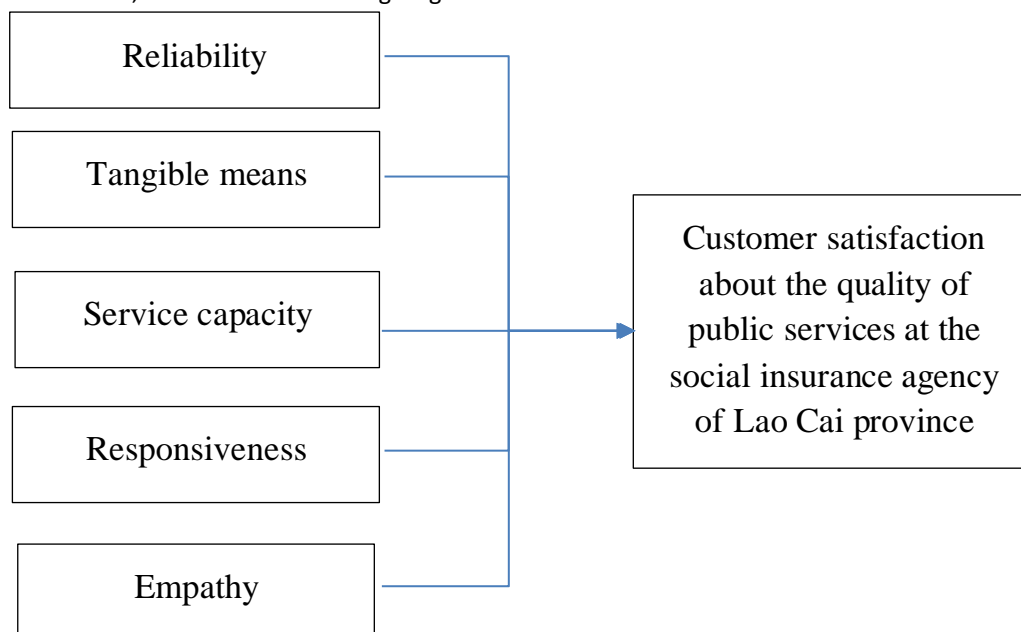 Reliability
Tangible means
Service capacity
Responsiveness
Empathy
Customer satisfaction
about the quality of
public services at the
social insurance agency
of Lao Cai province